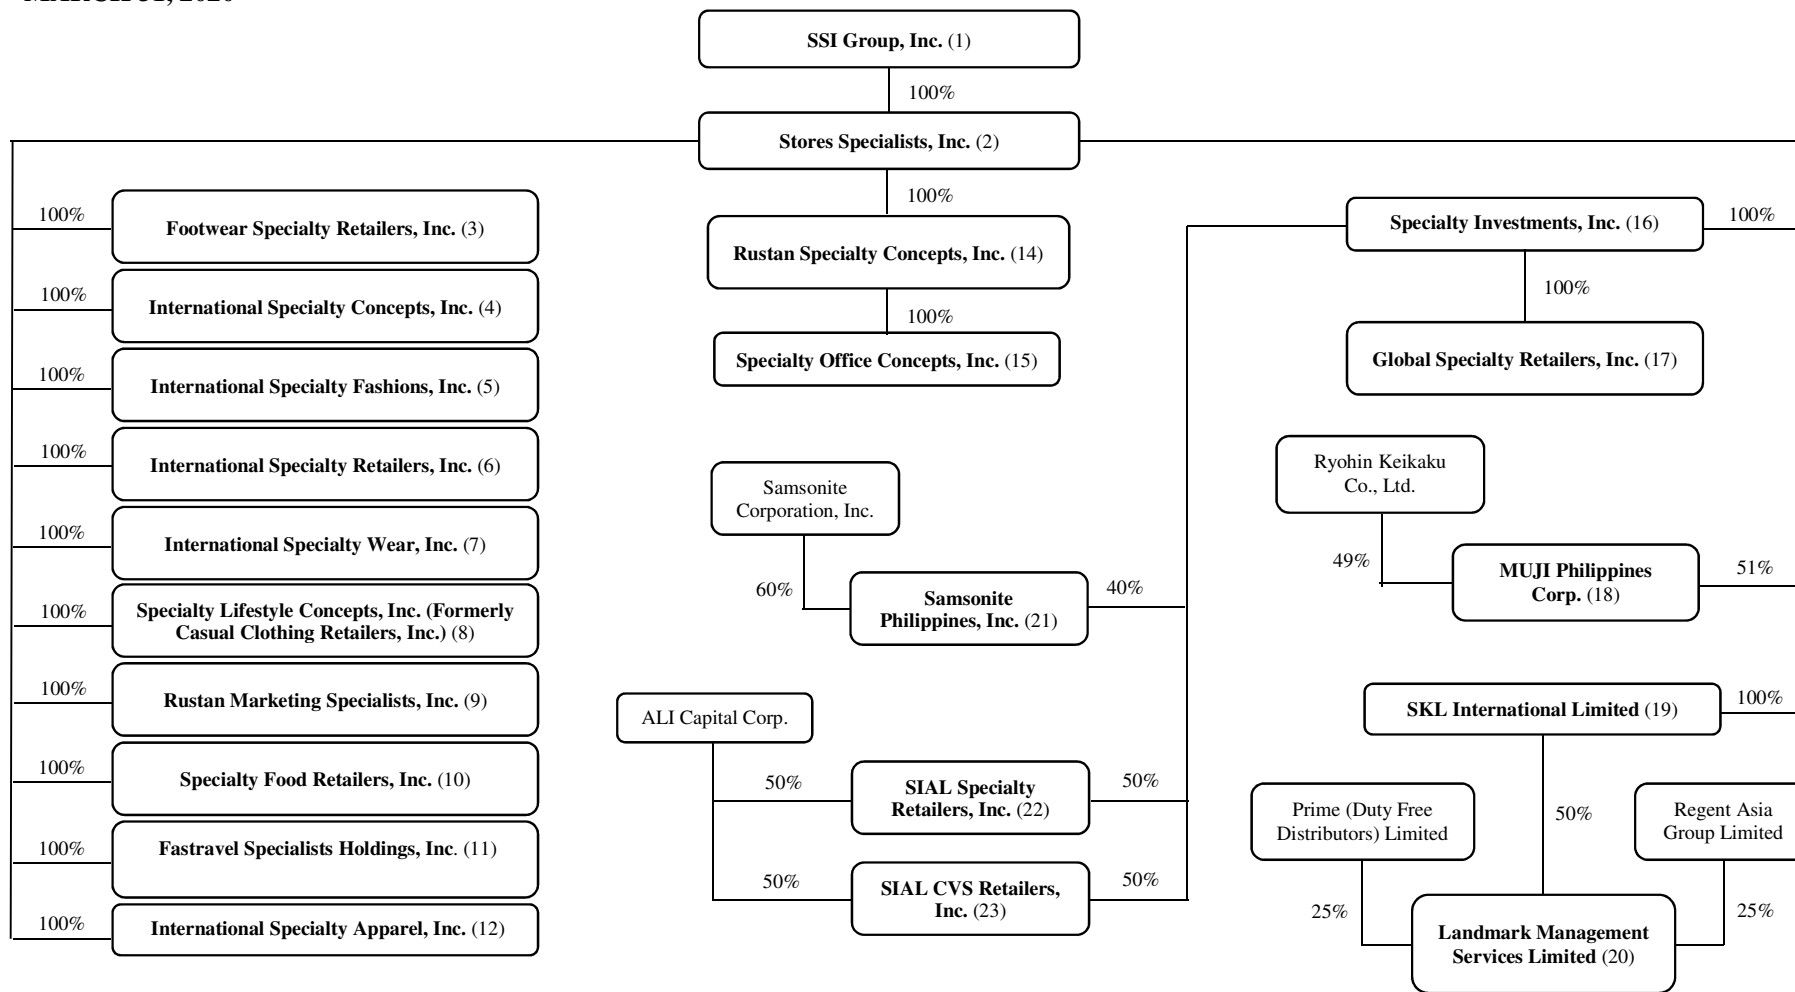 MARCH 31, 2020
SSI Group, Inc. (1)
100%
Stores Specialists, Inc. (2)
100%
Footwear Specialty Retailers, Inc. (3)
100%
International Specialty Concepts, Inc. (4)
100%
International Specialty Fashions, Inc. (5)
100%
International Specialty Retailers, Inc. (6)
100%
International Specialty Wear, Inc. (7)
100%
Specialty Lifestyle Concepts, Inc. (Formerly
Casual Clothing Retailers, Inc.) (8)
100%
Rustan Marketing Specialists, Inc. (9)
100%
Specialty Food Retailers, Inc. (10)
100%
Fastravel Specialists Holdings, Inc. (11)
100%
International Specialty Apparel, Inc. (12)
100%
Rustan Specialty Concepts, Inc. (14)
100%
Specialty Office Concepts, Inc. (15)
Samsonite
Corporation, Inc.
60%
Samsonite
Philippines, Inc. (21)
40%
ALI Capital Corp.
50%
SIAL Specialty
Retailers, Inc. (22)
50%
50%
SIAL CVS Retailers,
Inc. (23)
50%
Specialty Investments, Inc. (16)
100%
100%
Global Specialty Retailers, Inc. (17)
Ryohin Keikaku
Co., Ltd.
49%
MUJI Philippines
Corp. (18)
51%
SKL International Limited (19)
100%
Prime (Duty Free
Distributors) Limited
50%
Regent Asia
Group Limited
25%
Landmark Management
Services Limited (20)
25%